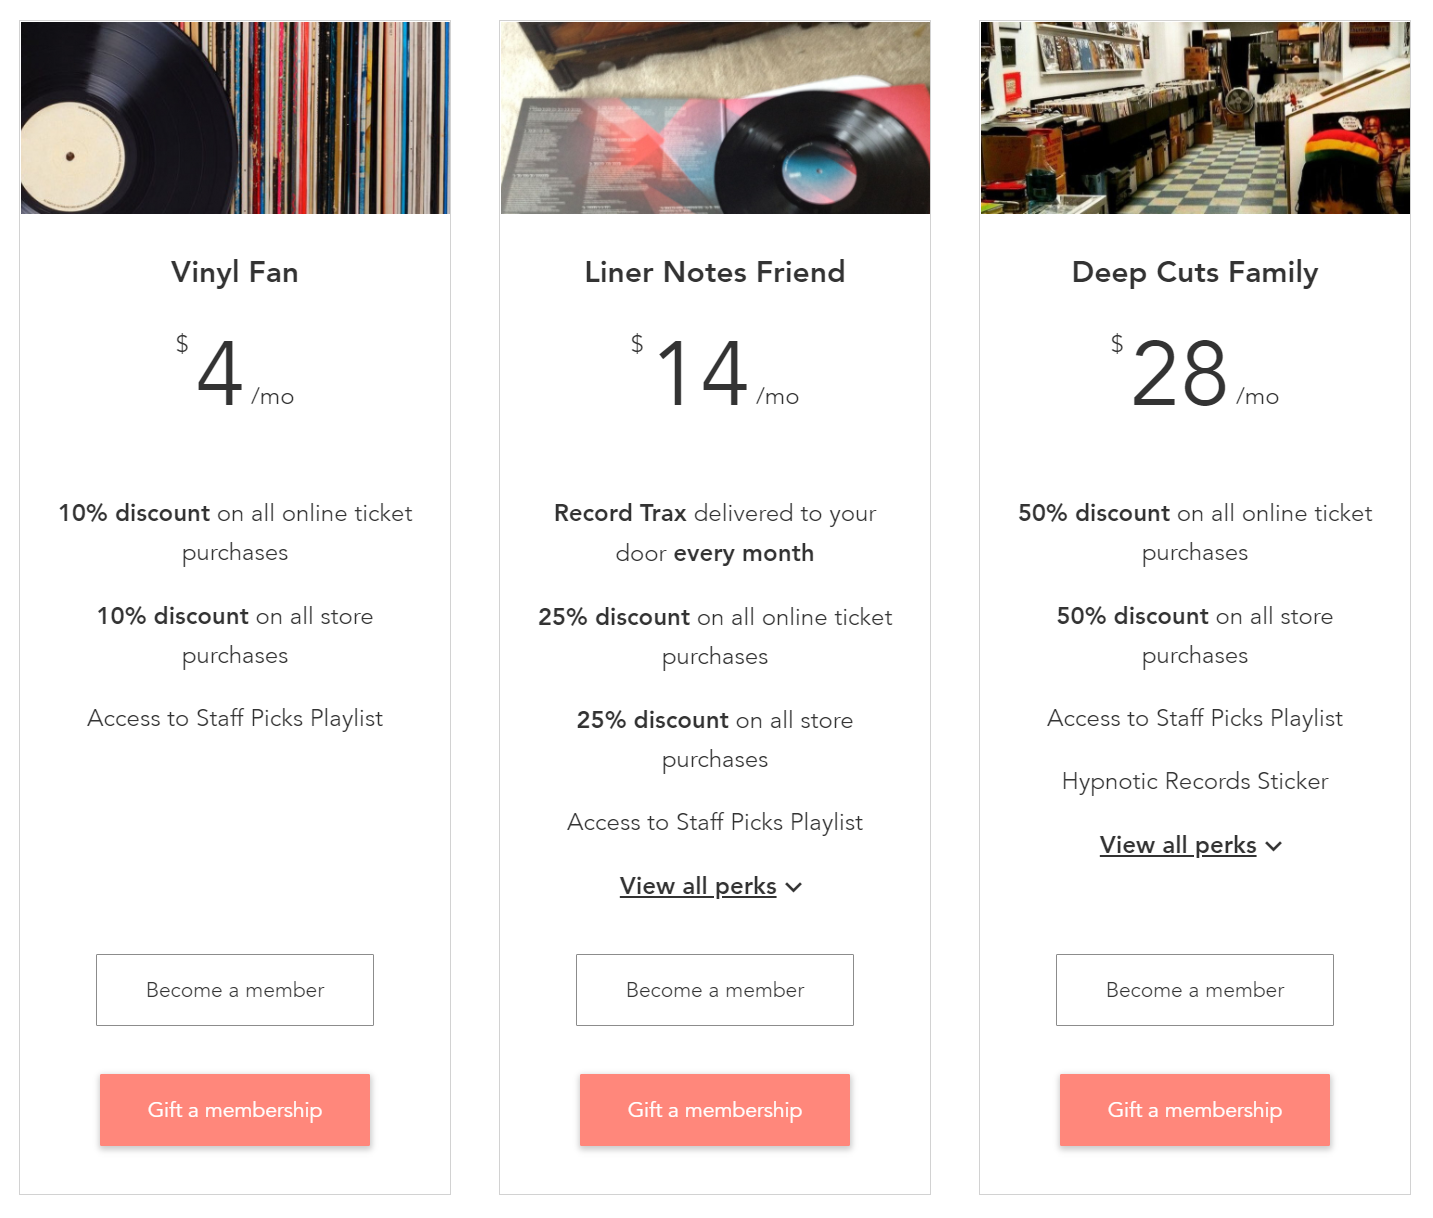 Vinyl Fan
$ 4 /mo
10% discount on all online ticket
purchases
10% discount on all store
purchases
Access to Staff Picks Playlist
Become a member
Gift a membership
Liner Notes Friend
$ 14 /mo
Record Trax delivered to your
door every month
25% discount on all online ticket
purchases
25% discount on all store
purchases
Access to Staff Picks Playlist
View all perks
Become a member
Gift a membership
Deep Cuts Family
$ 28 /mo
50% discount on all online ticket
purchases
50% discount on all store
purchases
Access to Staff Picks Playlist
Hypnotic Records Sticker
View all perks
Become a member
Gift a membership